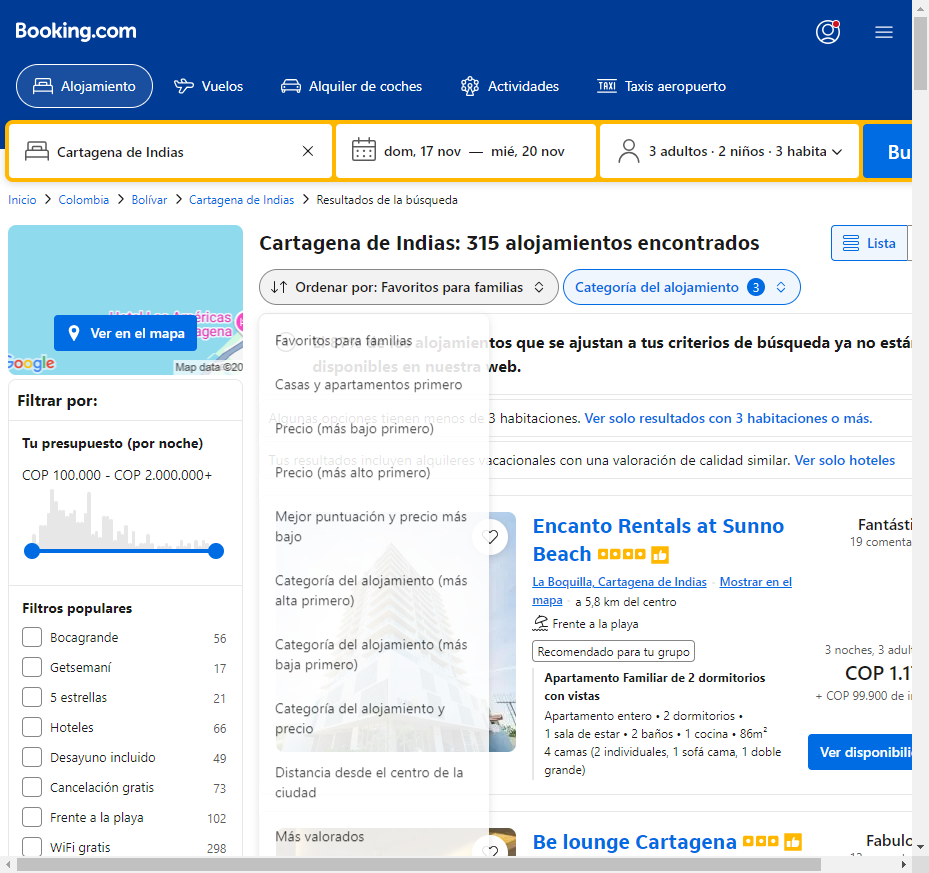 Booking.com
Alojamiento
Vuelos
Alquiler de coches
Actividades
TAXI
Taxis aeropuerto
Cartagena de Indias
dom, 17 nov — mié, 20 nov
3 adultos · 2 niños · 3 habita
Bu
Inicio > Colombia > Bolívar > Cartagena de Indias > Resultados de la búsqueda
Ver en el mapa
Google
Map data ©20
Cartagena de Indias: 315 alojamientos encontrados
Lista
Ordenar por: Favoritos para familias
Categoría del alojamiento 3
Favoritos para familias
Casas y apartamentos primero
Precio (más bajo primero)
Precio (más alto primero)
Mejor puntuación y precio más
bajo
Categoría del alojamiento (más
alta primero)
Categoría del alojamiento (más
baja primero)
Categoría del alojamiento y
precio
Distancia desde el centro de la
ciudad
Más valorados
alojamientos que se ajustan a tus criterios de búsqueda ya no está
disponibles en nuestra web.
Algunas opciones tienen menos de 3 habitaciones. Ver solo resultados con 3 habitaciones o más.
Tus resultados incluyen alquileres vacacionales con una valoración de calidad similar. Ver solo hoteles
Filtrar por:
Tu presupuesto (por noche)
COP 100.000 - COP 2.000.000+
Filtros populares
Bocagrande 56
Getsemaní 17
5 estrellas 21
Hoteles 66
Desayuno incluido 49
Cancelación gratis 73
Frente a la playa 102
WiFi gratis 298
Encanto Rentals at Sunno
Beach
La Boquilla, Cartagena de Indias · Mostrar en el
mapa · a 5,8 km del centro
Frente a la playa
Recomendado para tu grupo
Apartamento Familiar de 2 dormitorios
con vistas
Apartamento entero • 2 dormitorios •
1 sala de estar • 2 baños • 1 cocina • 86m²
4 camas (2 individuales, 1 sofá cama, 1 doble
grande)
Fantásti
19 comenta
3 noches, 3 adult
COP 1.1
+ COP 99.900 de i
Ver disponibili
Be lounge Cartagena
Fabulo